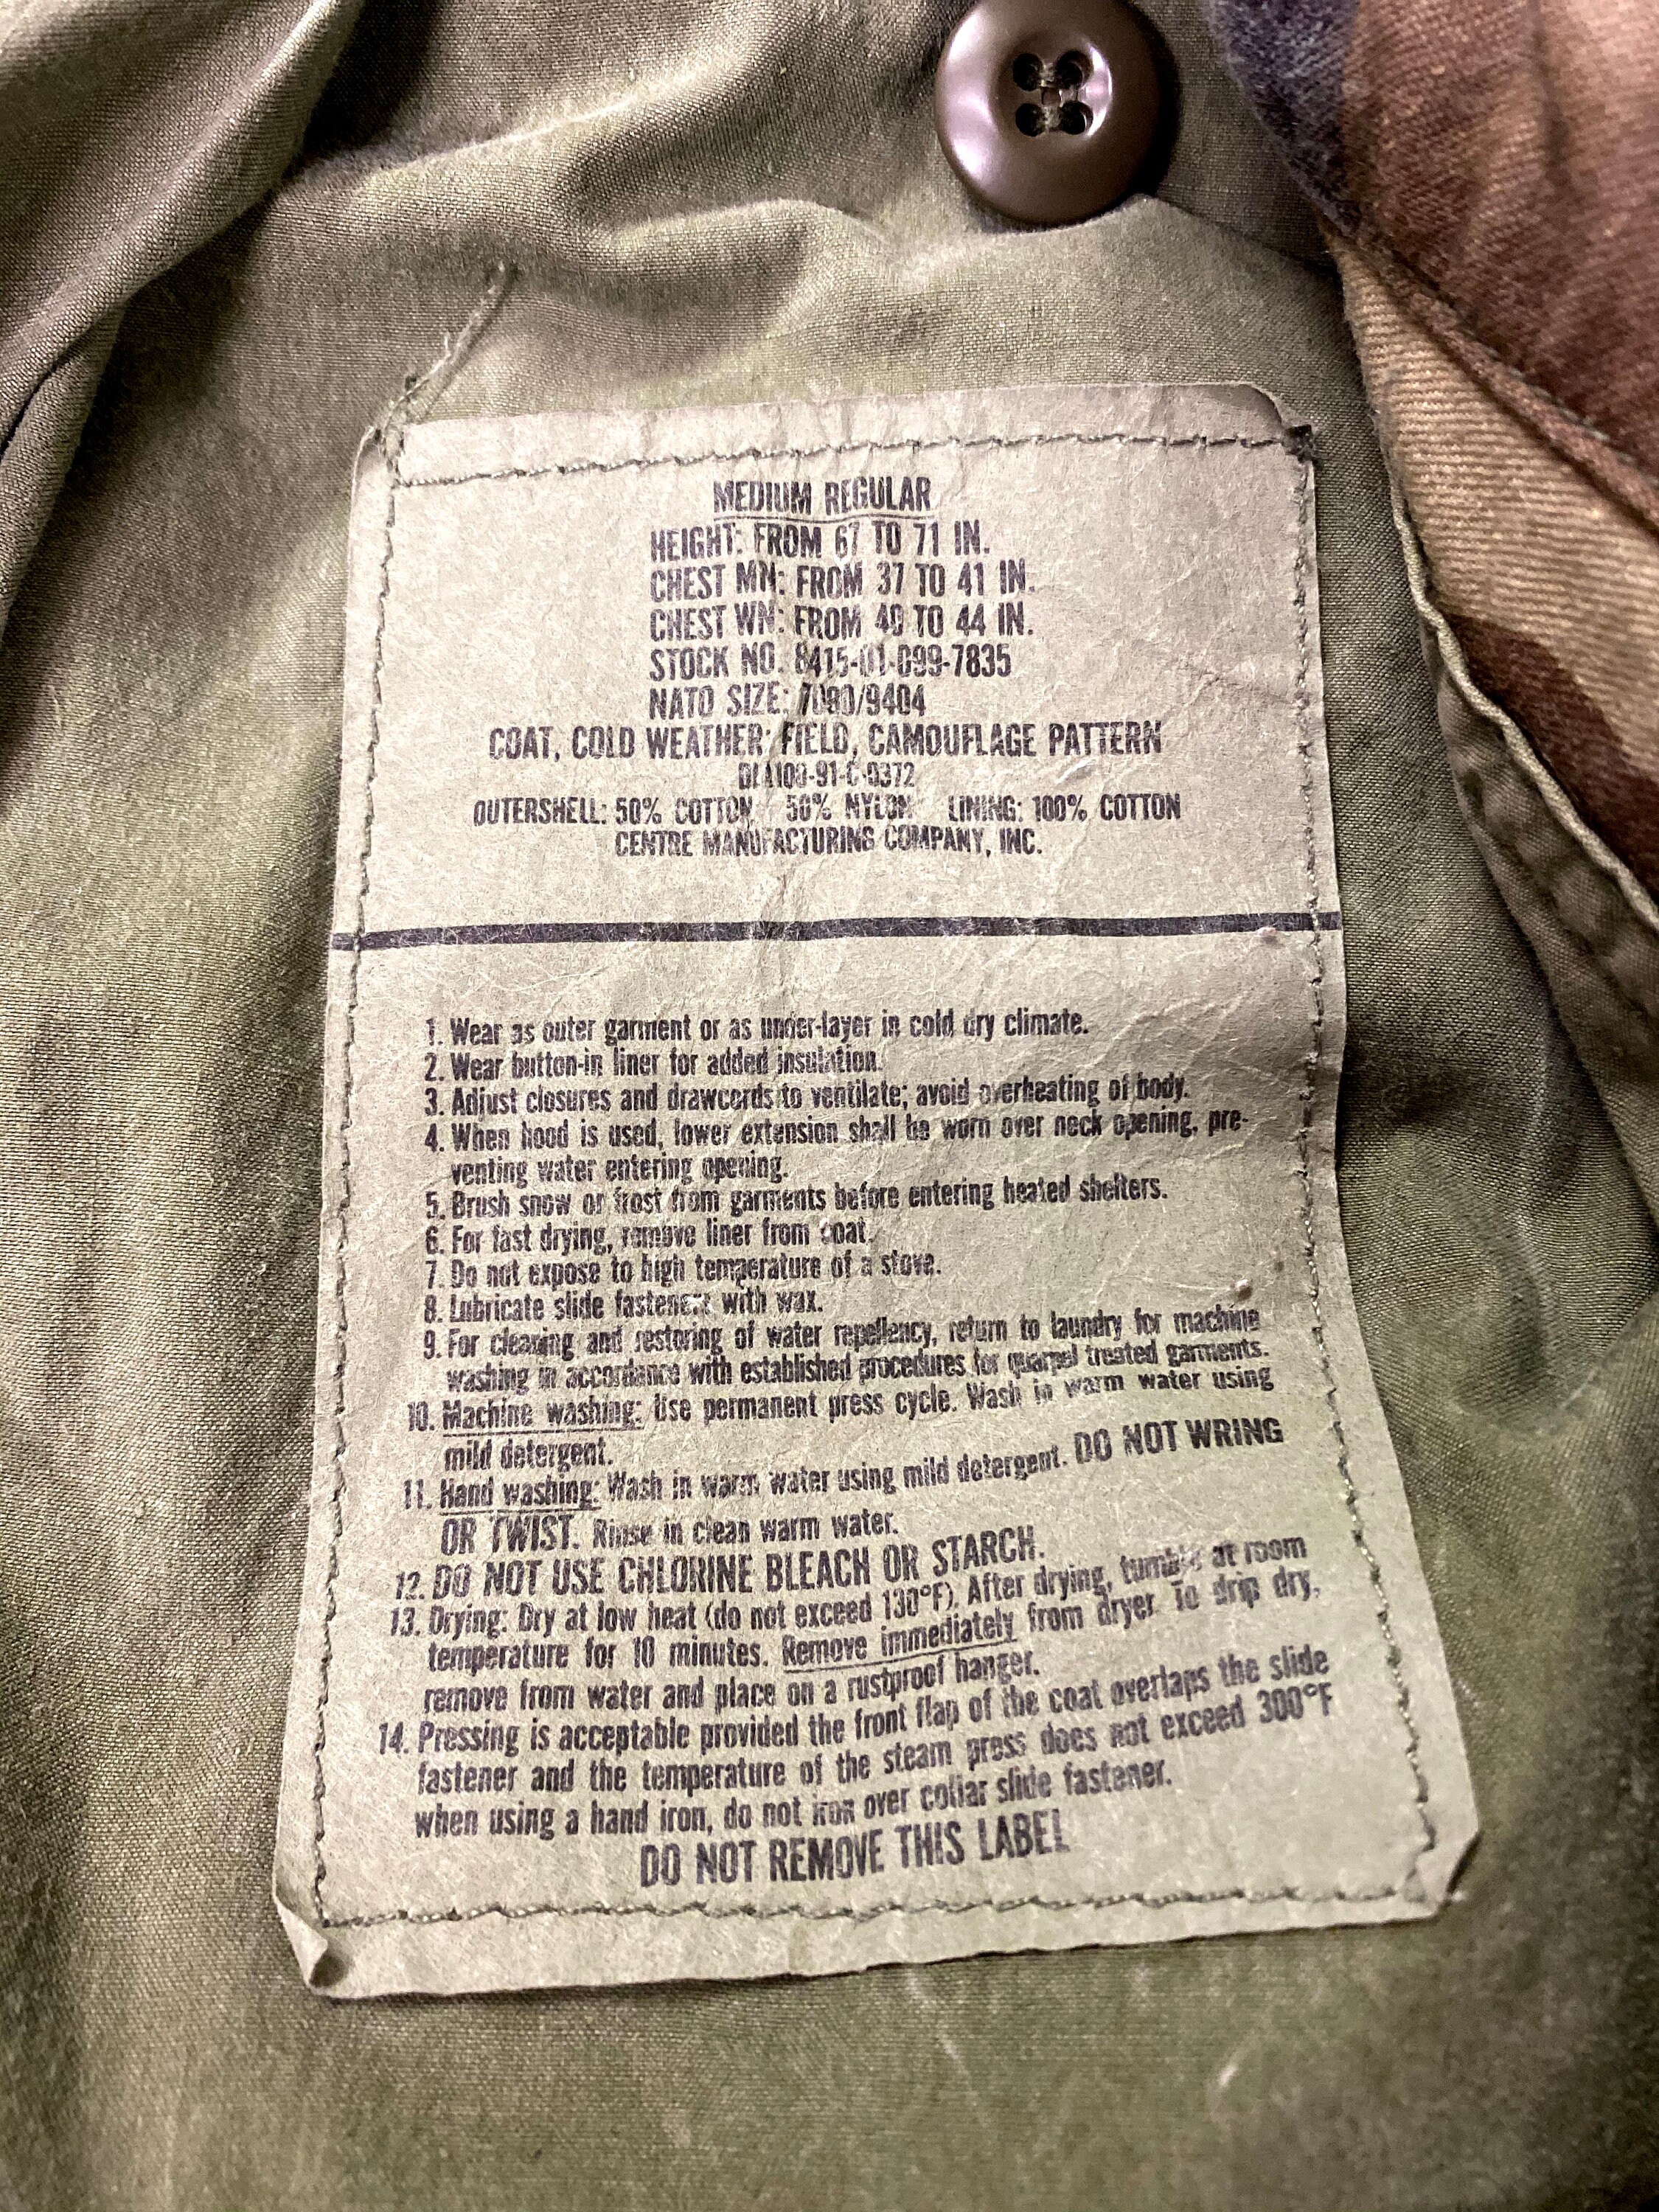 MEDIUM REGULAR
HEIGHT: FROM 67 TO 71 IN.
CHEST MN: FROM 37 TO 41 IN.
CHEST WN: FROM 40 TO 44 IN.
STOCK NO. 8415-01-099-7835
NATO SIZE: 7080/9404
COAT, COLD WEATHER: FIELD, CAMOUFLAGE PATTERN
DLA100-91-C-0372
OUTERSHELL: 50% COTTON 50% NYLON LINING: 100% COTTON
CENTRE MANUFACTURING COMPANY, INC.
1. Wear as outer garment or as under-layer in cold dry climate.
2. Wear button-in liner for added insulation.
3. Adjust closures and drawcords to ventilate; avoid overheating of body.
4. When hood is used, lower extension shall be worn over neck opening, pre-
venting water entering opening.
5. Brush snow or frost from garments before entering heated shelters.
6. For fast drying, remove liner from coat.
7. Do not expose to high temperature of a stove.
8. Lubricate slide fasteners with wax.
9. For cleaning and restoring of water repellency, return to laundry for machine
washing in accordance with established procedures for quarpel treated garments.
10. Machine washing: Use permanent press cycle. Wash in warm water using
mild detergent.
11. Hand washing: Wash in warm water using mild detergent. DO NOT WRING
OR TWIST. Rinse in clean warm water.
12. DO NOT USE CHLORINE BLEACH OR STARCH.
13. Drying: Dry at low heat (do not exceed 130°F). After drying, tumble at room
temperature for 10 minutes. Remove immediately from dryer. To drip dry,
remove from water and place on a rustproof hanger.
14. Pressing is acceptable provided the front flap of the coat overlaps the slide
fastener and the temperature of the steam press does not exceed 300°F
when using a hand iron, do not iron over collar slide fastener.
DO NOT REMOVE THIS LABEL